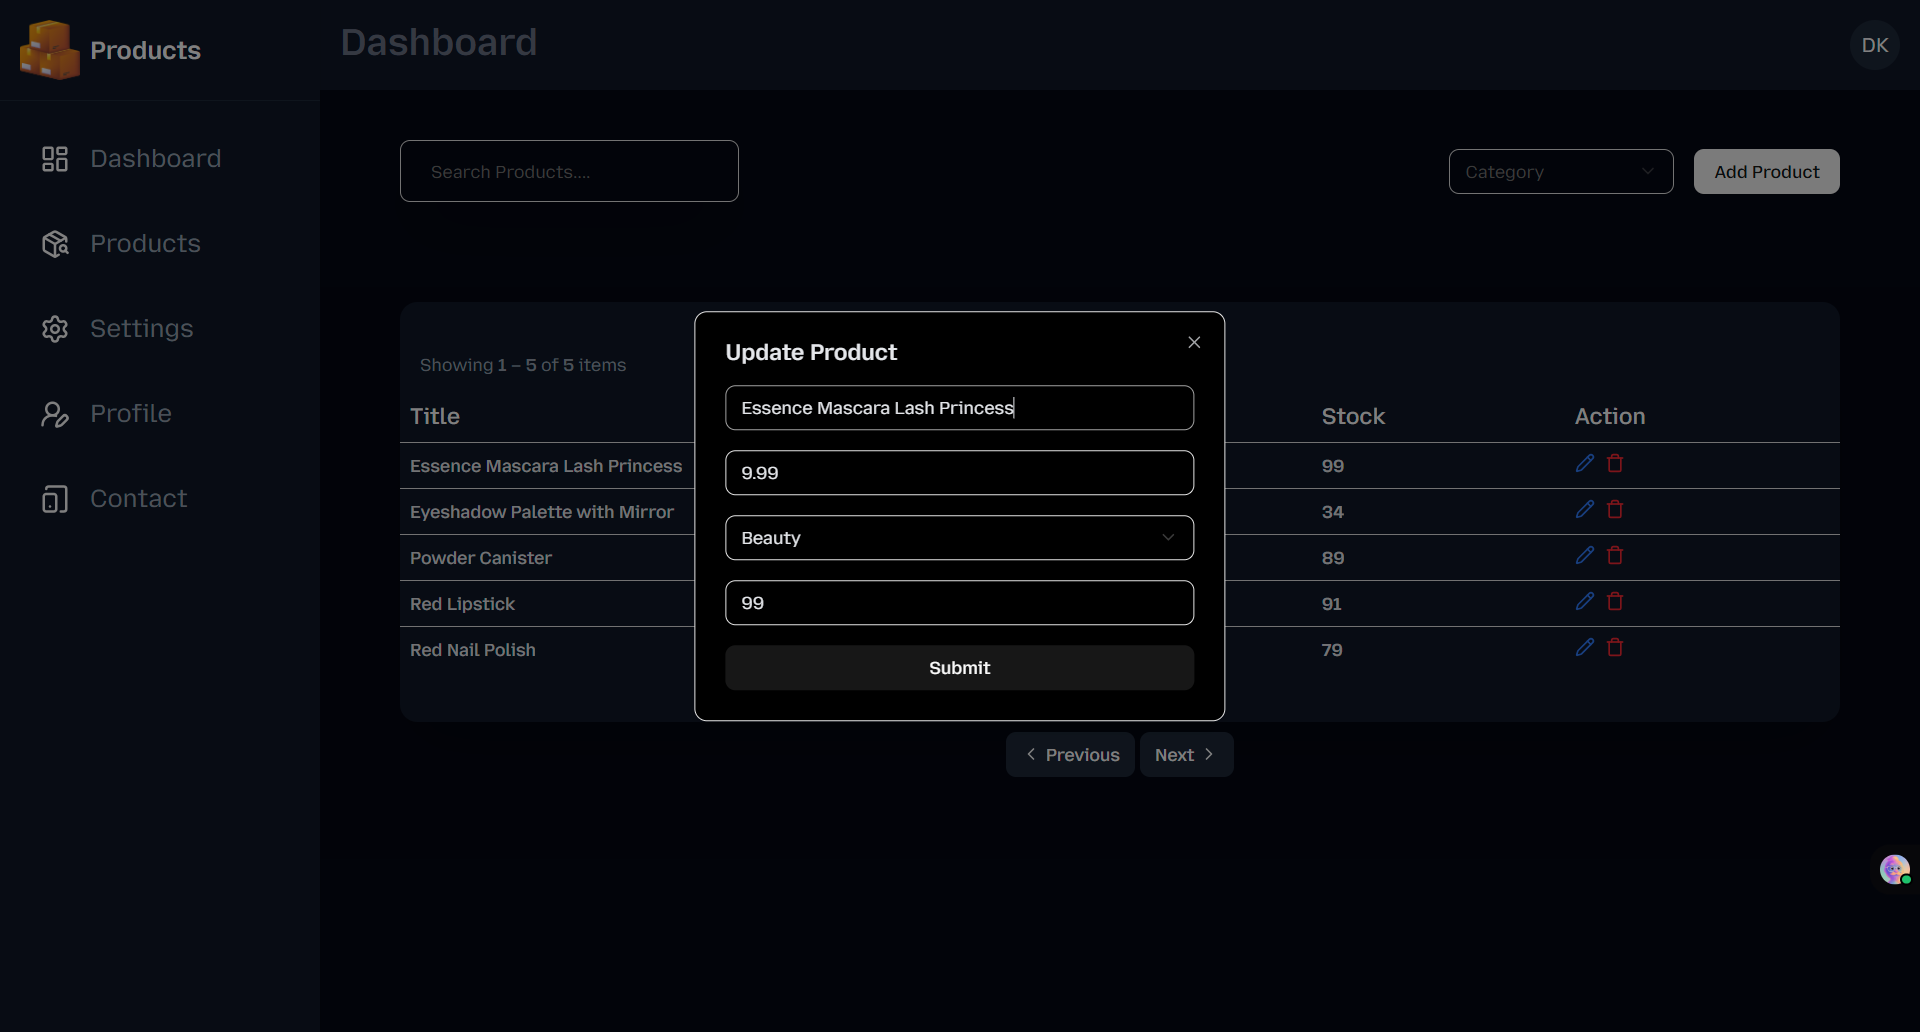 Products
Dashboard
DK
Dashboard
Products
Settings
Profile
Contact
Search Products....
Category
Add Product
Showing 1 – 5 of 5 items
Title
Stock
Action
Essence Mascara Lash Princess
99
Eyeshadow Palette with Mirror
34
Powder Canister
89
Red Lipstick
91
Red Nail Polish
79
Update Product
Essence Mascara Lash Princess
9.99
Beauty
99
Submit
Previous
Next